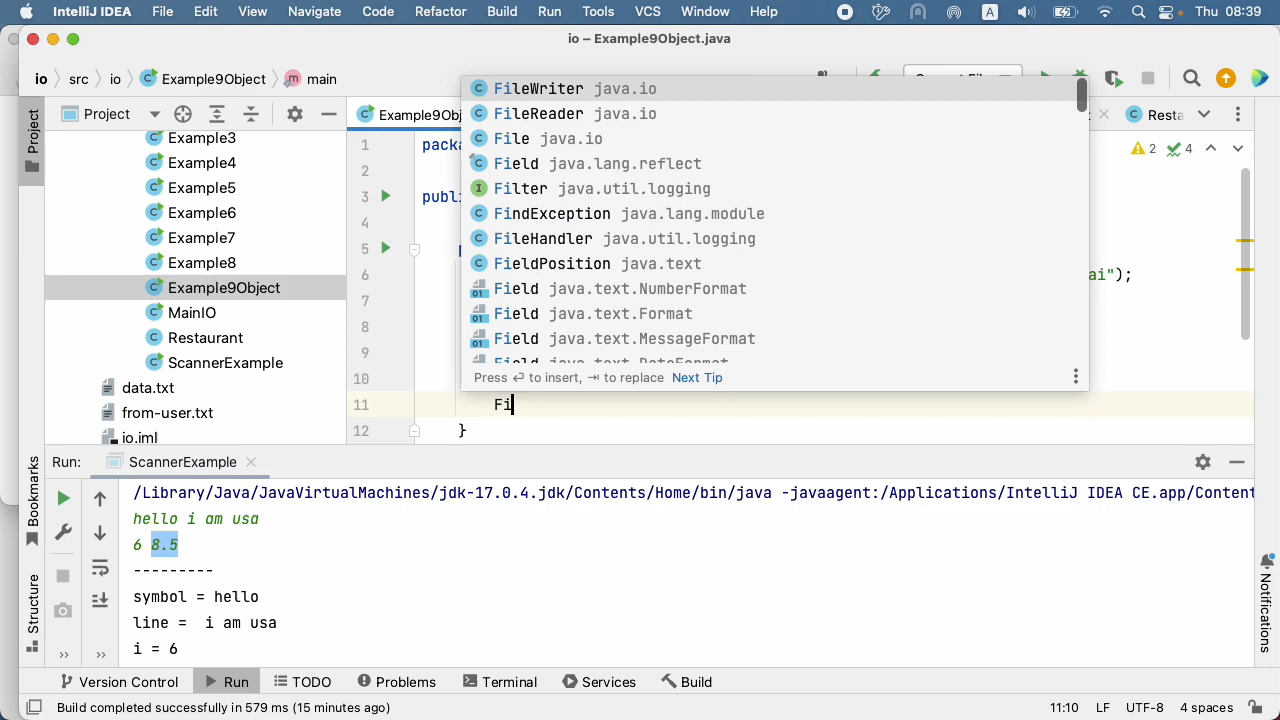 IntelliJ IDEA File Edit View Navigate Code Refactor Build Run Tools VCS Window Help A Thu 08:39
io – Example9Object.java
io src io Example9Object main
Project
Example9Obj
Resta
Project
Example3
Example4
Example5
Example6
Example7
Example8
Example9Object
MainIO
Restaurant
ScannerExample
data.txt
from-user.txt
io.iml
FileWriter java.io
FileReader java.io
File java.io
Field java.lang.reflect
Filter java.util.logging
FindException java.lang.module
FileHandler java.util.logging
FieldPosition java.text
Field java.text.NumberFormat
Field java.text.Format
Field java.text.MessageFormat
Field java.text.DateFormat
Press ⏎ to insert, ⇥ to replace Next Tip
2 4
1 packa
2
3 publi
4
5
6 ai");
7
8
9
10
11 Fi
12 }
Run: ScannerExample
/Library/Java/JavaVirtualMachines/jdk-17.0.4.jdk/Contents/Home/bin/java -javaagent:/Applications/IntelliJ IDEA CE.app/Content
hello i am usa
6 8.5
---------
symbol = hello
line =  i am usa
i = 6
Bookmarks
Structure
Notifications
Version Control Run TODO Problems Terminal Services Build
Build completed successfully in 579 ms (15 minutes ago) 11:10 LF UTF-8 4 spaces